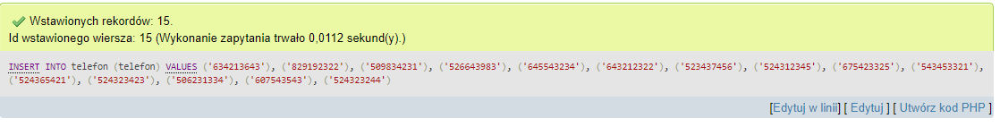 Wstawionych rekordów: 15.
Id wstawionego wiersza: 15 (Wykonanie zapytania trwało 0,0112 sekund(y).)
INSERT INTO telefon (telefon) VALUES ('634213643'), ('829192322'), ('509834231'), ('526643983'), ('645543234'), ('643212322'), ('523437456'), ('524312345'), ('675423325'), ('543453321'),
('524365421'), ('524323423'), ('506231334'), ('607543543'), ('524323244')
[Edytuj w linii] [ Edytuj ] [ Utwórz kod PHP ]